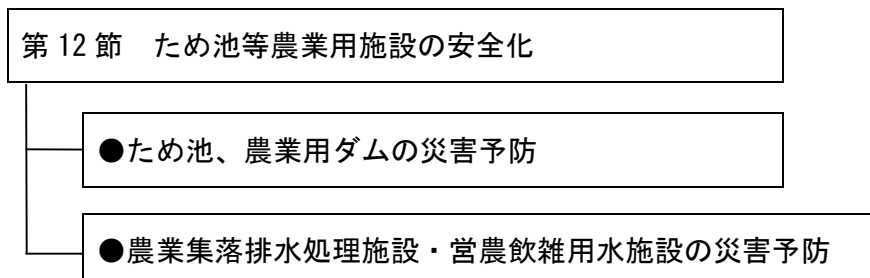 第 12 節　ため池等農業用施設の安全化
●ため池、農業用ダムの災害予防
●農業集落排水処理施設・営農飲雑用水施設の災害予防